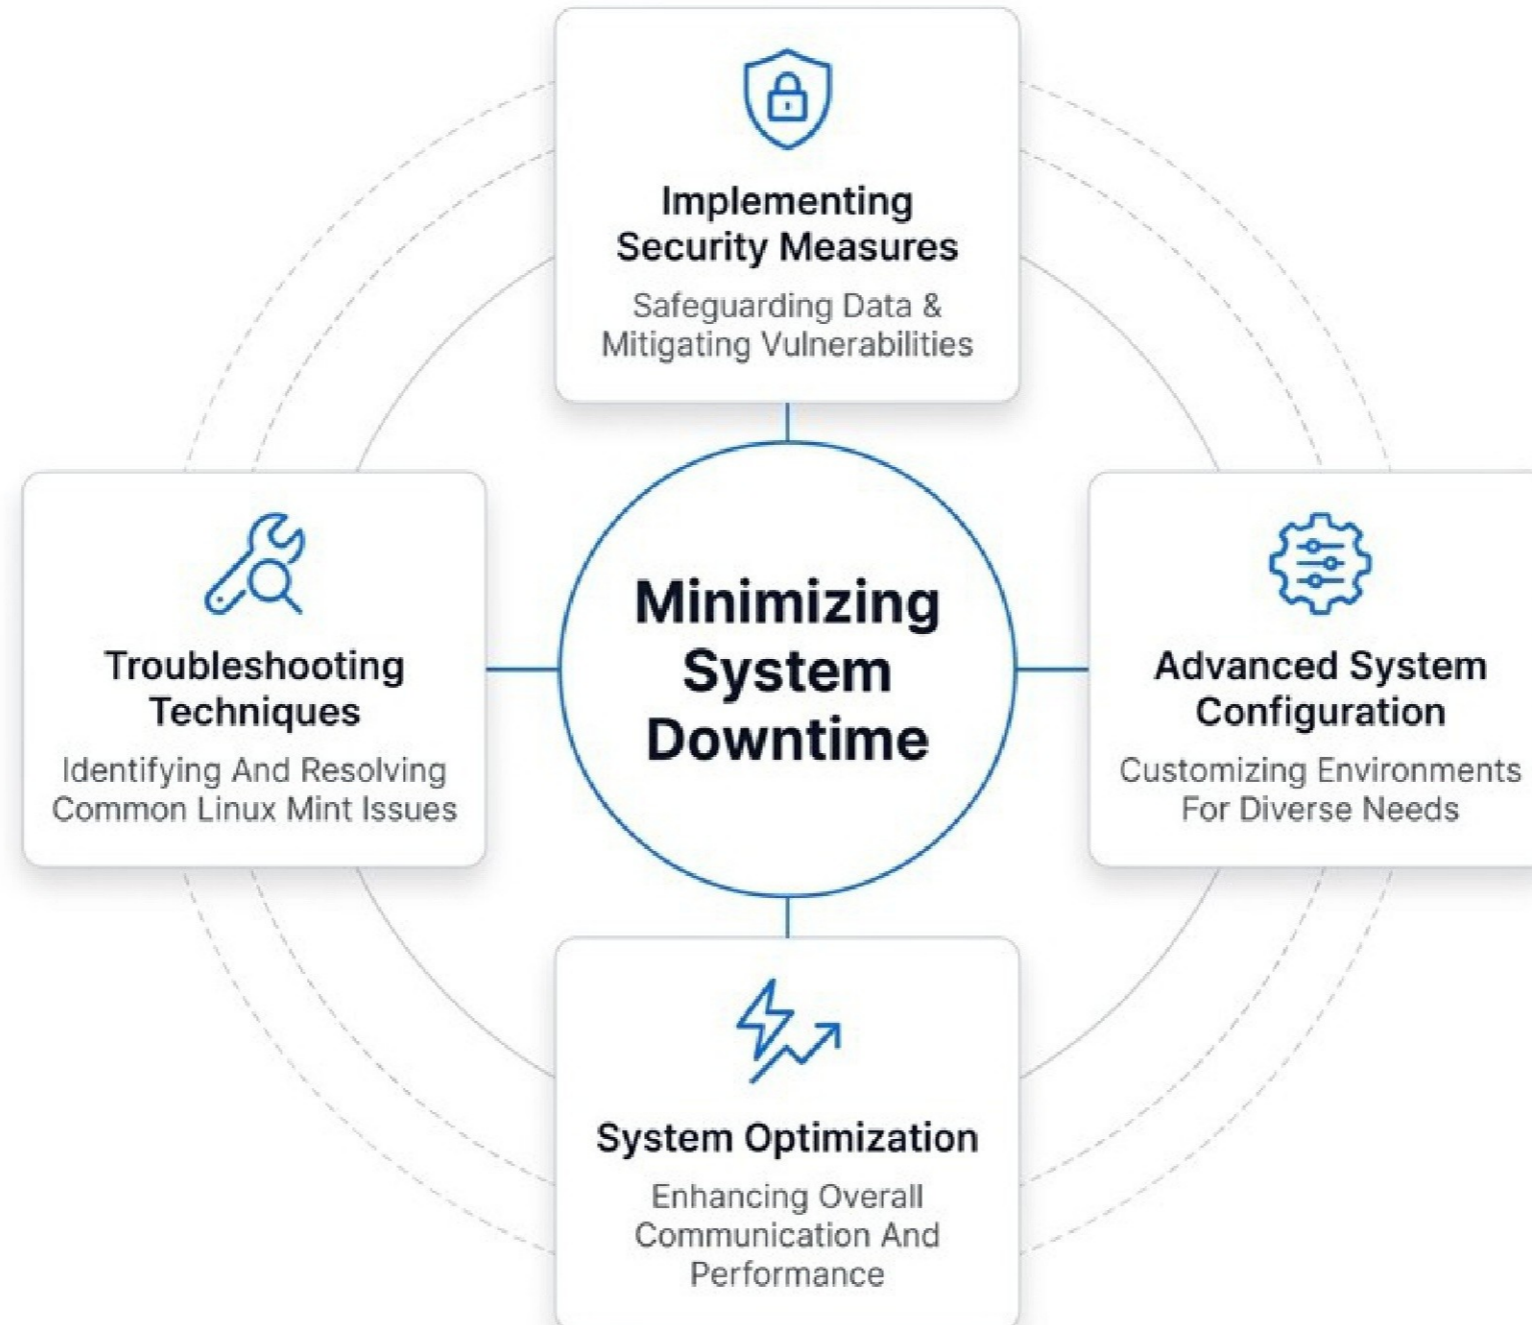 Implementing
Security Measures
Safeguarding Data &
Mitigating Vulnerabilities
Troubleshooting
Techniques
Identifying And Resolving
Common Linux Mint Issues
Minimizing
System
Downtime
Advanced System
Configuration
Customizing Environments
For Diverse Needs
System Optimization
Enhancing Overall
Communication And
Performance